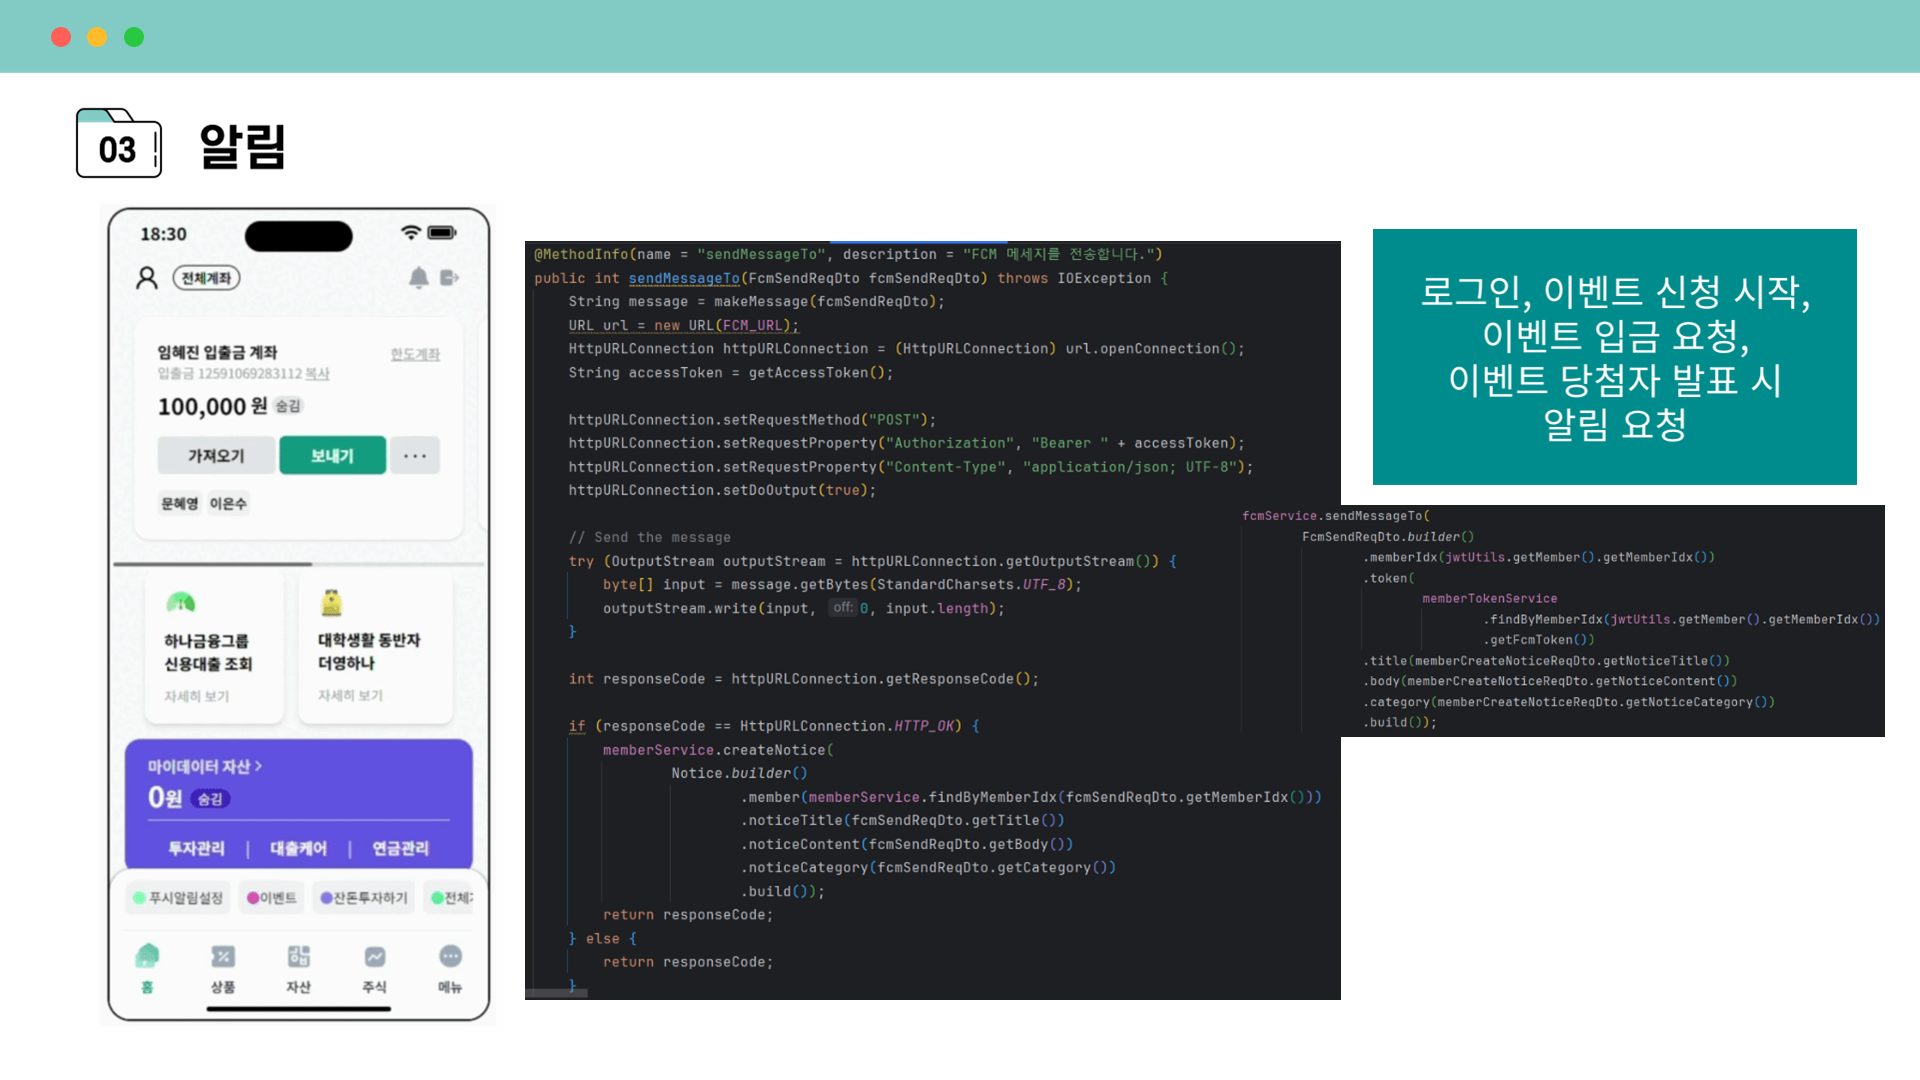 03 알림
18:30
전체계좌
임혜진 입출금 계좌 한도계좌
입출금 12591069283112 복사
100,000 원 숨김
가져오기 보내기 ···
문혜영 이은수
하나금융그룹
신용대출 조회
자세히 보기
대학생활 동반자
더영하나
자세히 보기
마이데이터 자산 >
0원 숨김
투자관리 | 대출케어 | 연금관리
푸시알림설정 이벤트 잔돈투자하기
홈 상품 자산 주식 메뉴
@MethodInfo(name = "sendMessageTo", description = "FCM 메세지를 전송합니다.")
public int sendMessageTo(FcmSendReqDto fcmSendReqDto) throws IOException {
String message = makeMessage(fcmSendReqDto);
URL url = new URL(FCM_URL);
HttpURLConnection httpURLConnection = (HttpURLConnection) url.openConnection();
String accessToken = getAccessToken();
httpURLConnection.setRequestMethod("POST");
httpURLConnection.setRequestProperty("Authorization", "Bearer " + accessToken);
httpURLConnection.setRequestProperty("Content-Type", "application/json; UTF-8");
httpURLConnection.setDoOutput(true);
// Send the message
try (OutputStream outputStream = httpURLConnection.getOutputStream()) {
byte[] input = message.getBytes(StandardCharsets.UTF_8);
outputStream.write(input, off: 0, input.length);
}
int responseCode = httpURLConnection.getResponseCode();
if (responseCode == HttpURLConnection.HTTP_OK) {
memberService.createNotice(
Notice.builder()
.member(memberService.findByMemberIdx(fcmSendReqDto.getMemberIdx()))
.noticeTitle(fcmSendReqDto.getTitle())
.noticeContent(fcmSendReqDto.getBody())
.noticeCategory(fcmSendReqDto.getCategory())
.build());
return responseCode;
} else {
return responseCode;
}
로그인, 이벤트 신청 시작,
이벤트 입금 요청,
이벤트 당첨자 발표 시
알림 요청
fcmService.sendMessageTo(
FcmSendReqDto.builder()
.memberIdx(jwtUtils.getMember().getMemberIdx())
.token(
memberTokenService
.findByMemberIdx(jwtUtils.getMember().getMemberIdx())
.getFcmToken())
.title(memberCreateNoticeReqDto.getNoticeTitle())
.body(memberCreateNoticeReqDto.getNoticeContent())
.category(memberCreateNoticeReqDto.getNoticeCategory())
.build());